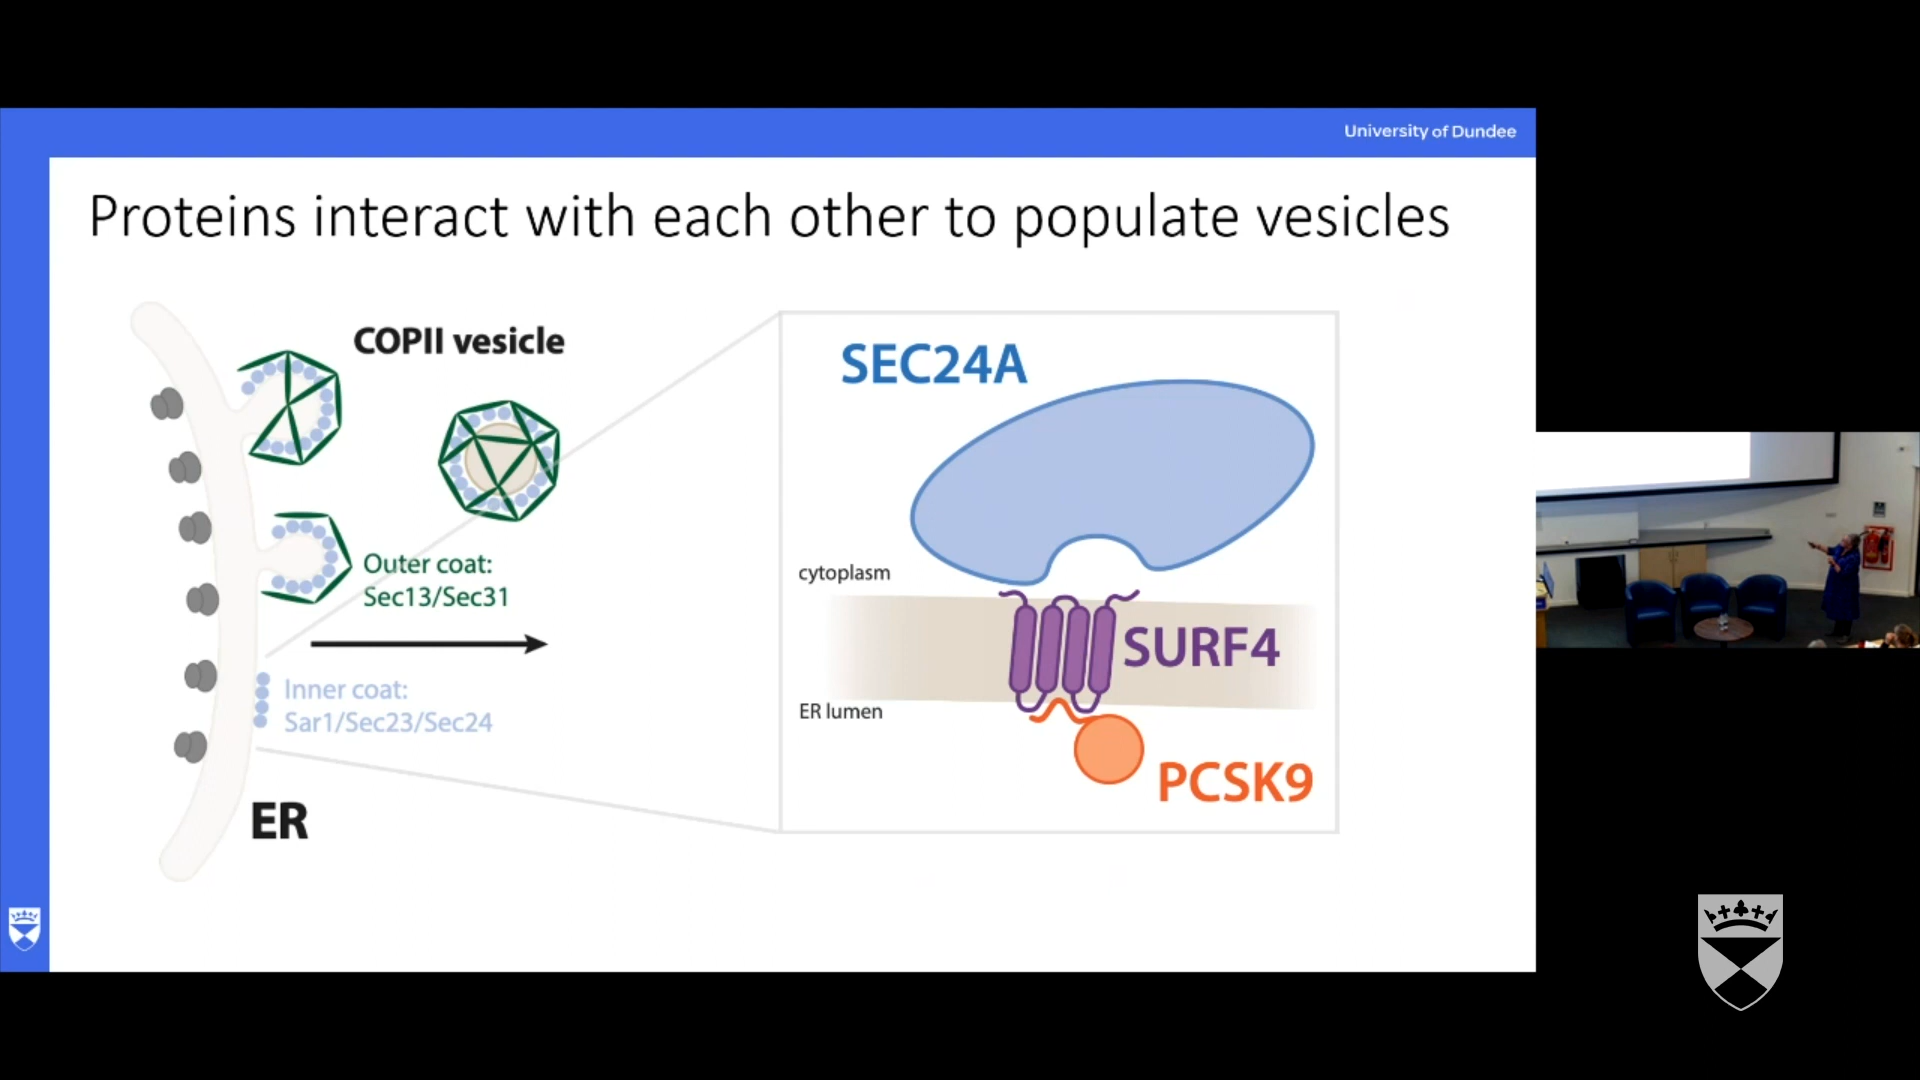 University of Dundee
Proteins interact with each other to populate vesicles
COPII vesicle
Outer coat:
Sec13/Sec31
Inner coat:
Sar1/Sec23/Sec24
ER
SEC24A
cytoplasm
SURF4
ER lumen
PCSK9